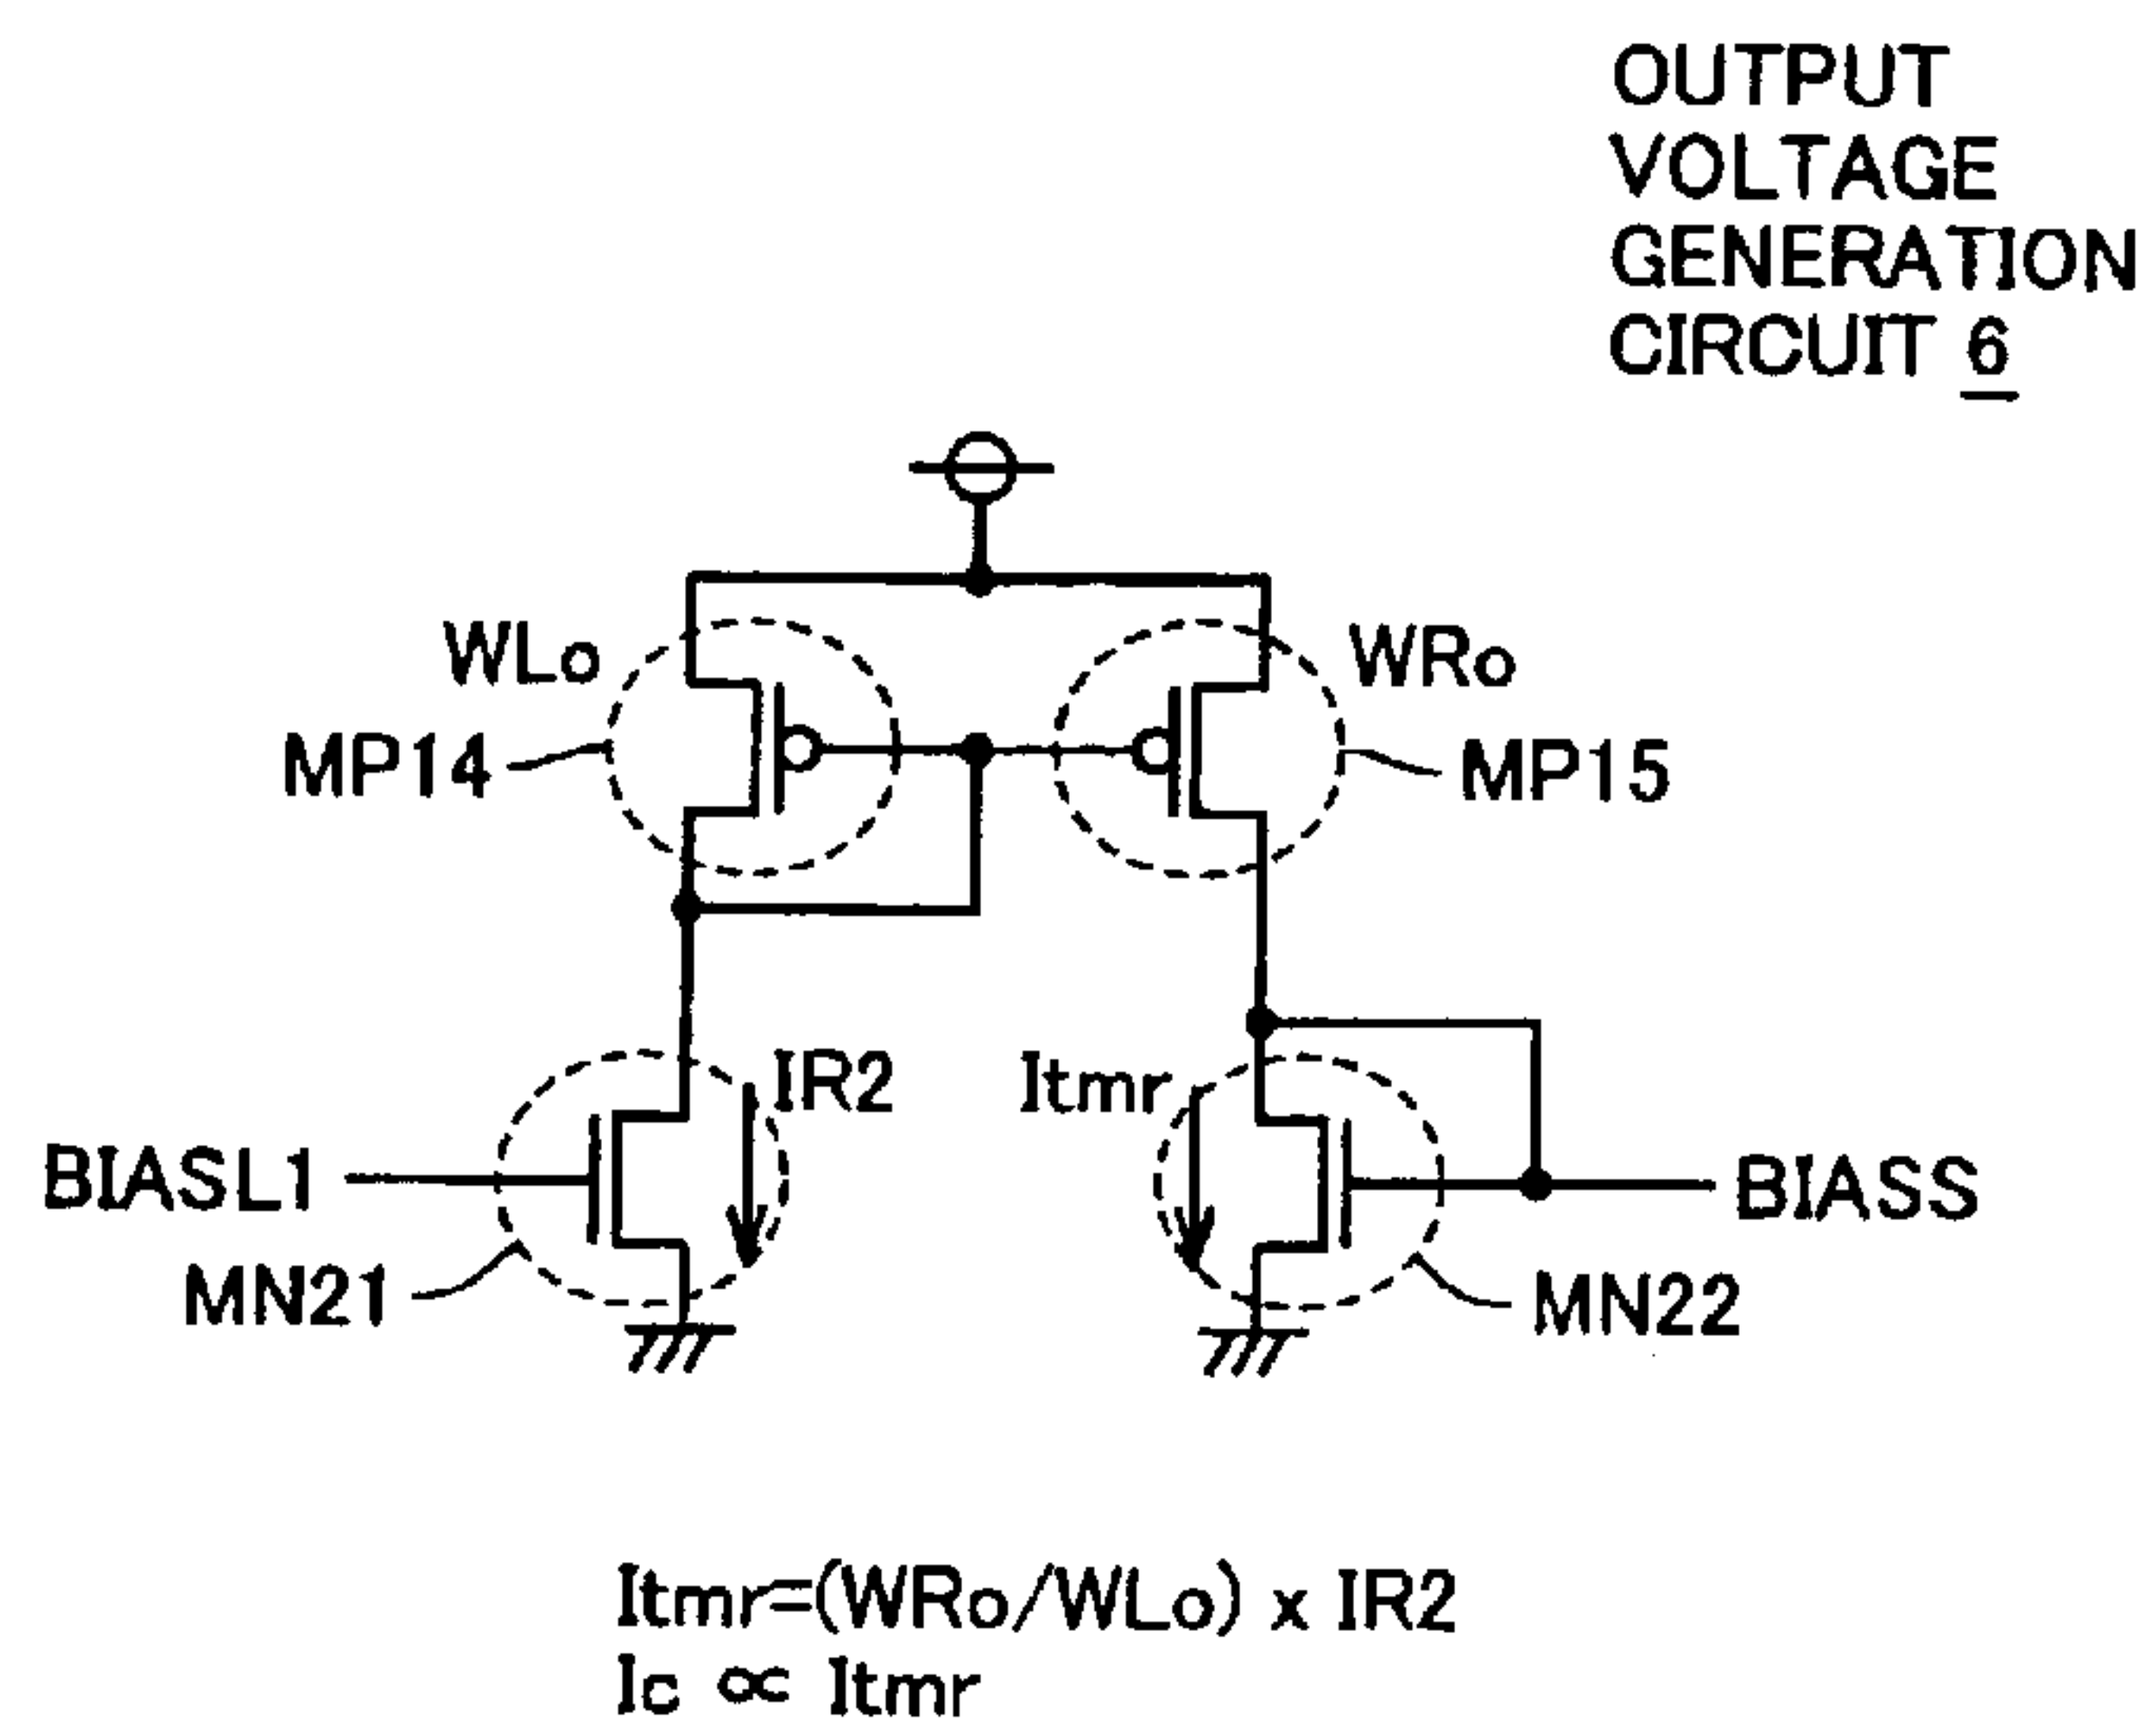 OUTPUT
VOLTAGE
GENERATION
CIRCUIT 6
WLo
WRo
MP14
MP15
IR2
Itmr
BIASL1
BIASS
MN21
MN22
Itmr=(WRo/WLo) x IR2
Ic ∝ Itmr